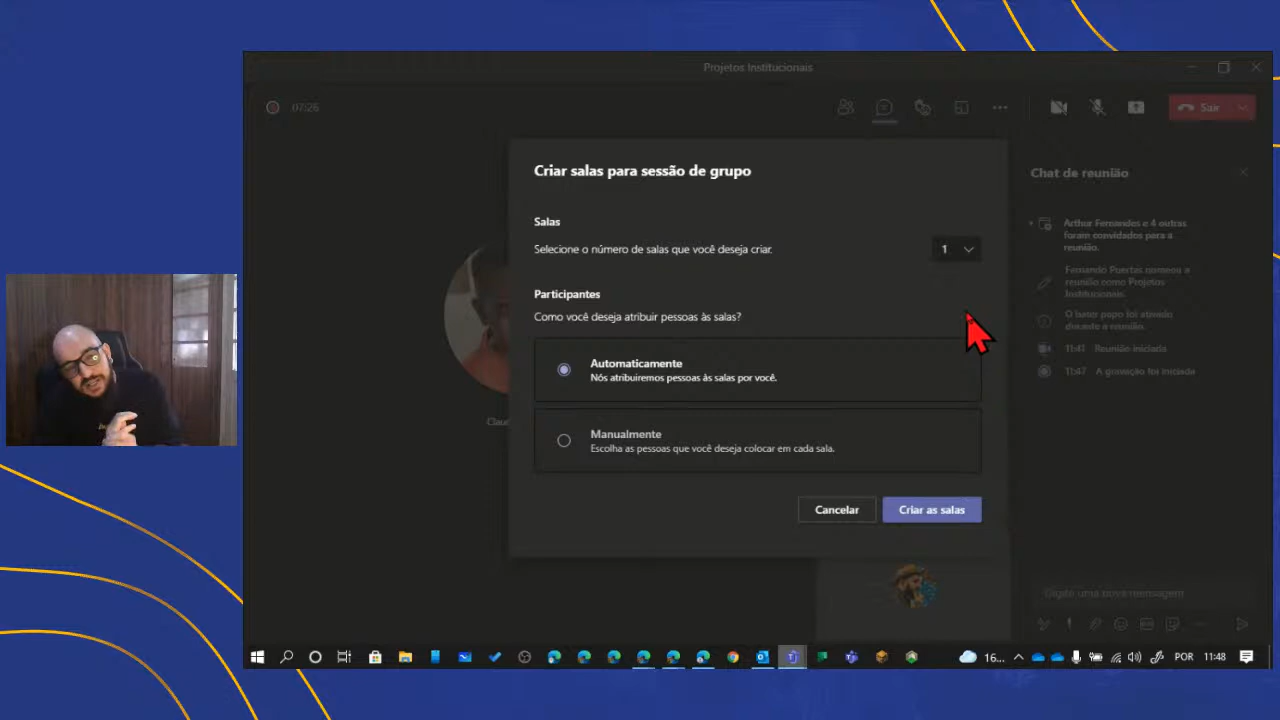 Projetos Institucionais
07:26
Sair
Criar salas para sessão de grupo
Salas
Selecione o número de salas que você deseja criar.
1
Participantes
Como você deseja atribuir pessoas às salas?
Automaticamente
Nós atribuiremos pessoas às salas por você.
Manualmente
Escolha as pessoas que você deseja colocar em cada sala.
Cancelar
Criar as salas
Chat de reunião
Arthur Fernandes e 4 outras
foram convidados para a
reunião.
Fernando Puertas nomeou a
reunião como Projetos
Institucionais.
O bater papo foi ativado
durante a reunião.
11:41 Reunião iniciada
11:47 A gravação foi iniciada
Digite uma nova mensagem
16...
POR
11:48